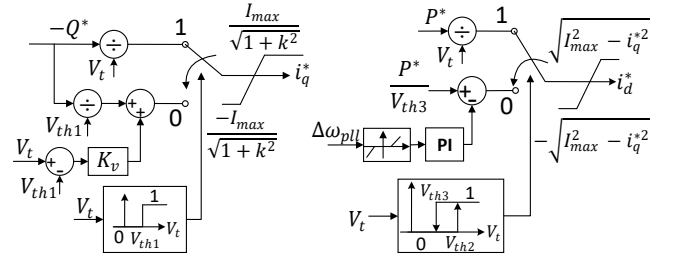 −Q* 1 I_max / √(1 + k²)
÷
V_t
i_q*
÷ + +
V_th1 0 −I_max / √(1 + k²)
V_t + − K_v
V_th1
V_t 1
0 V_th1 V_t
P* 1 √(I_max² − i_q*²)
÷
V_t
P* / V_th3 + − 0 i_d*
Δω_pll PI −√(I_max² − i_q*²)
V_t V_th3 1
0 V_th2 V_t